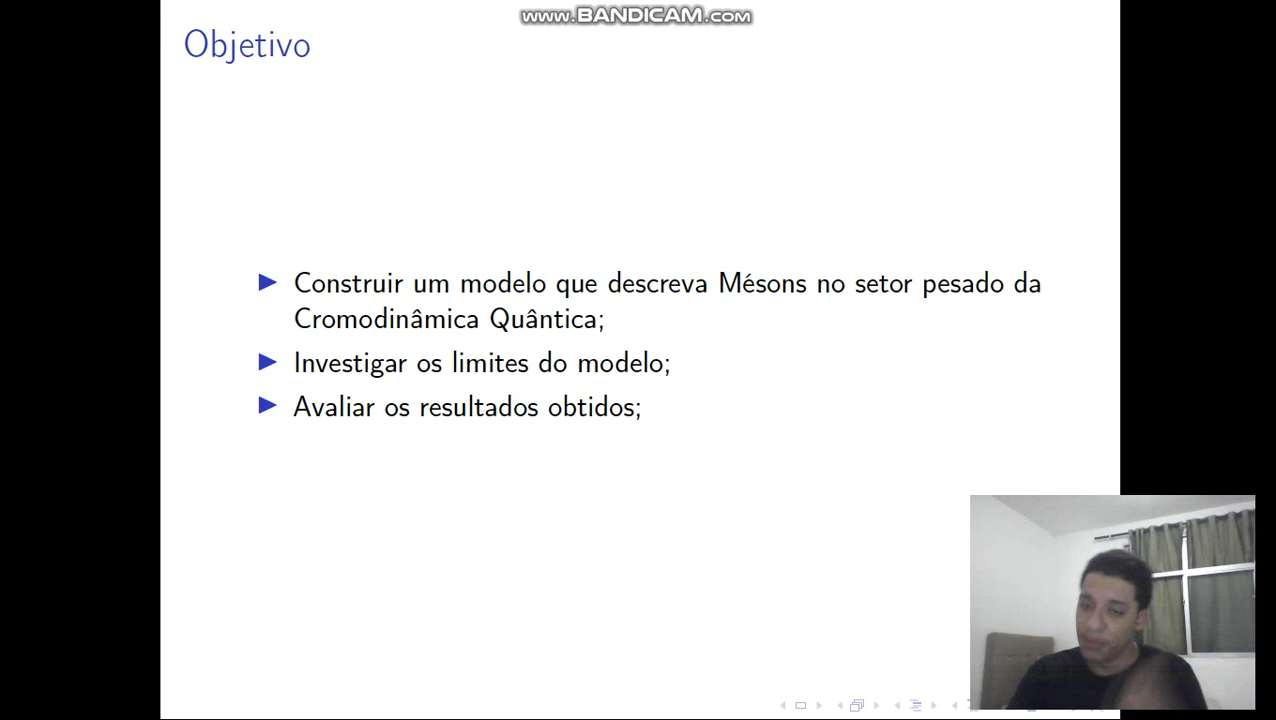 www.BANDICAM.com
Objetivo
Construir um modelo que descreva Mésons no setor pesado da
Cromodinâmica Quântica;
Investigar os limites do modelo;
Avaliar os resultados obtidos;